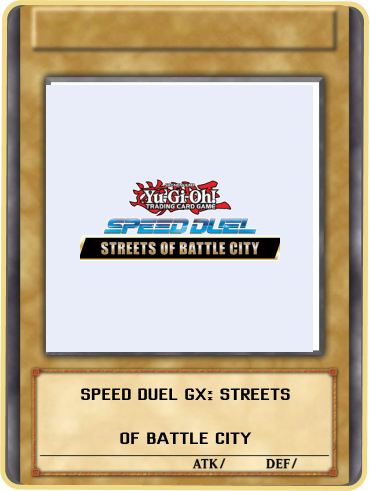 Yu-Gi-Oh!
TRADING CARD GAME
SPEED DUEL
STREETS OF BATTLE CITY
SPEED DUEL GX: STREETS
OF BATTLE CITY
ATK/ DEF/